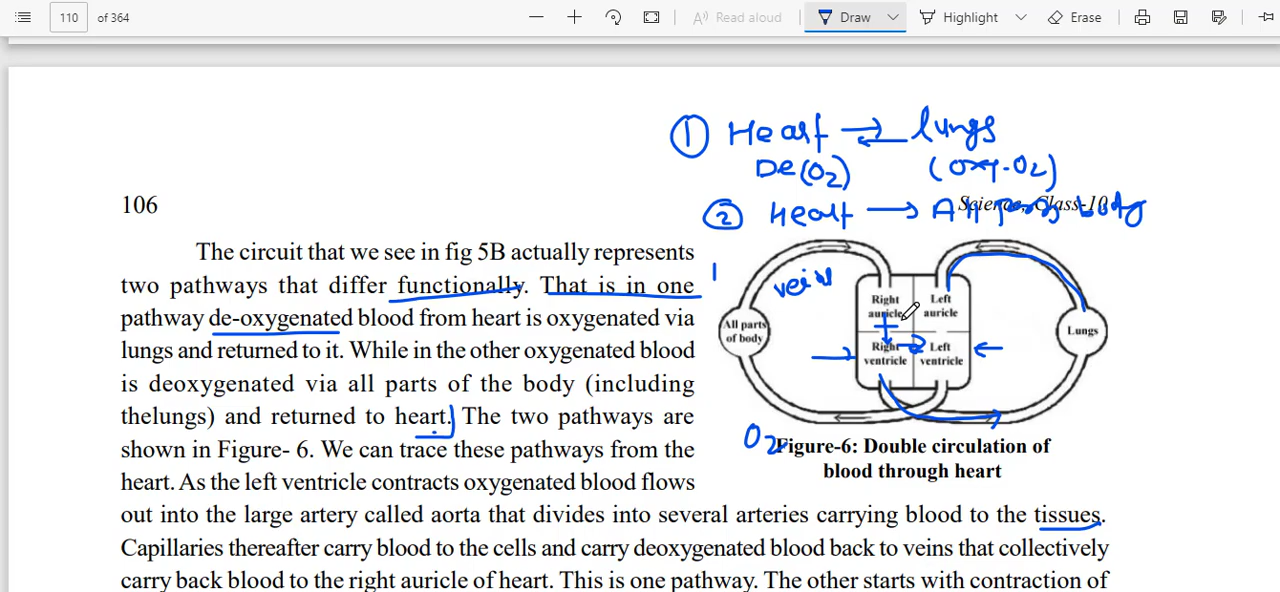 110 of 364 Read aloud Draw Highlight Erase
① Heart ⇌ lungs
De(O2) (oxy-O2)
106 Science, Class-10
② Heart → All parts body
The circuit that we see in fig 5B actually represents
two pathways that differ functionally. That is in one
pathway de-oxygenated blood from heart is oxygenated via
lungs and returned to it. While in the other oxygenated blood
is deoxygenated via all parts of the body (including
thelungs) and returned to heart. The two pathways are
shown in Figure- 6. We can trace these pathways from the
heart. As the left ventricle contracts oxygenated blood flows
1
veins
Right
auricle
Left
auricle
All parts
of body
Right
ventricle
Left
ventricle
Lungs
O2
Figure-6: Double circulation of
blood through heart
out into the large artery called aorta that divides into several arteries carrying blood to the tissues.
Capillaries thereafter carry blood to the cells and carry deoxygenated blood back to veins that collectively
carry back blood to the right auricle of heart. This is one pathway. The other starts with contraction of